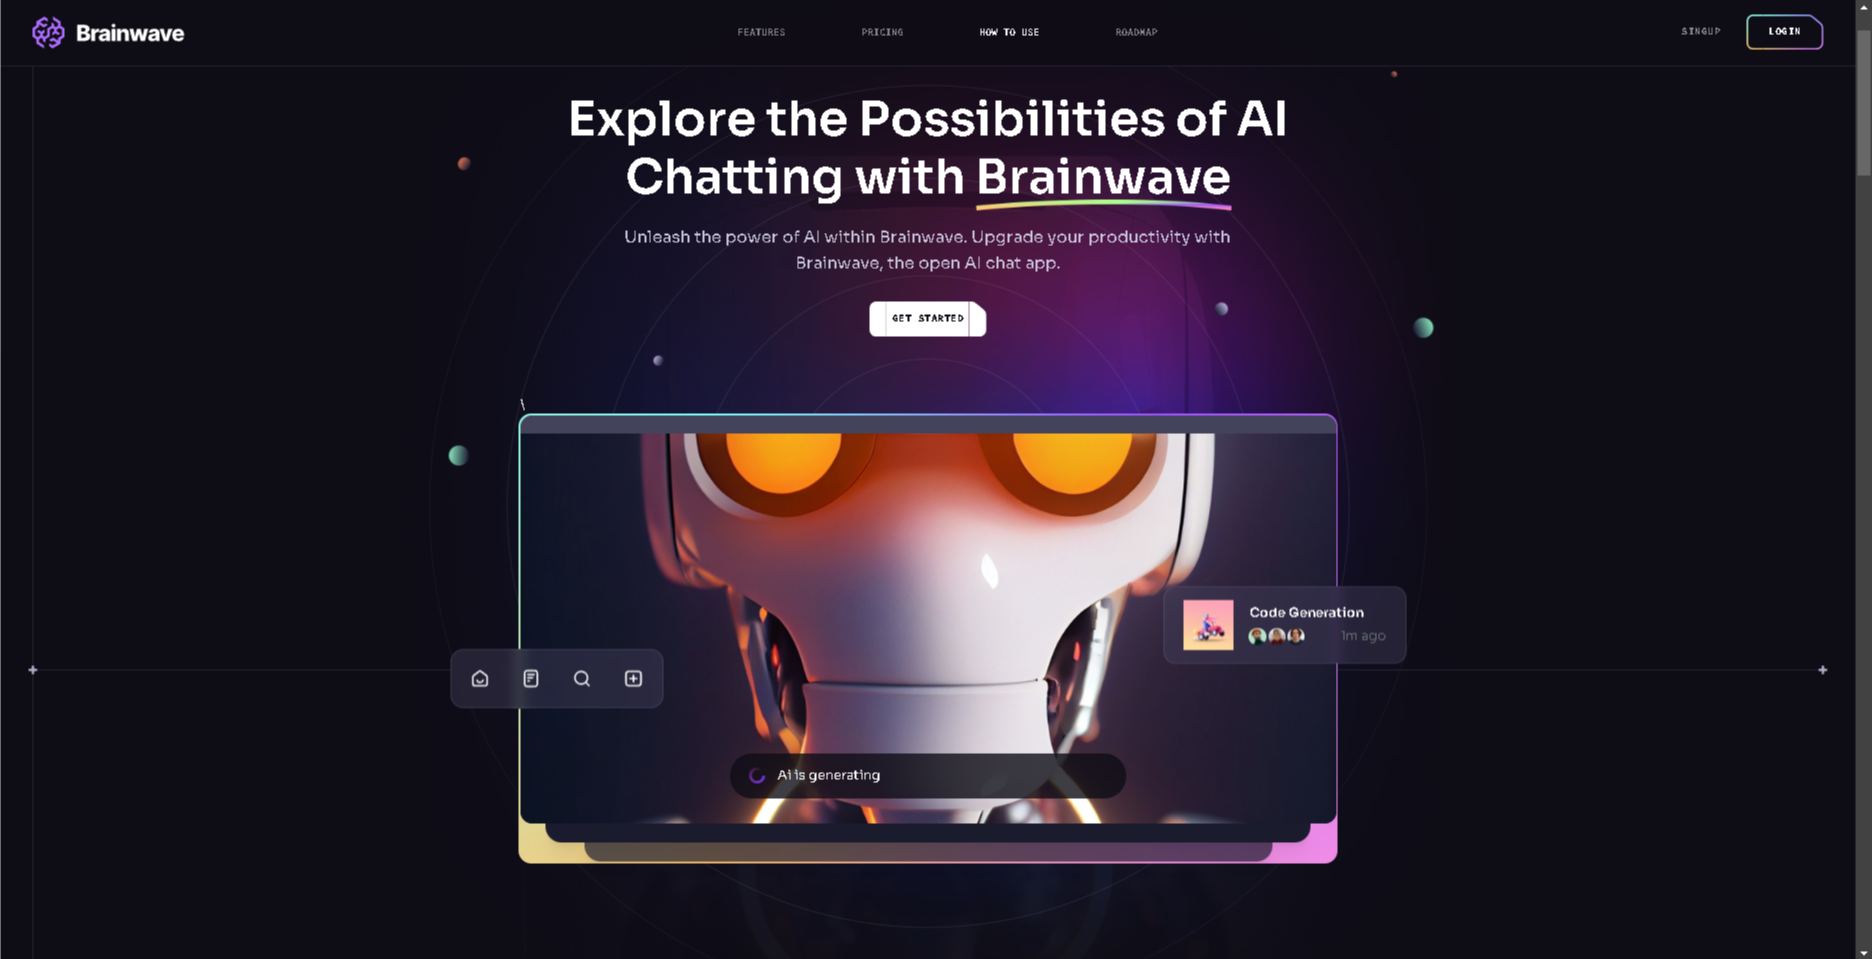 Brainwave
FEATURES
PRICING
HOW TO USE
ROADMAP
SINGUP
LOGIN
Explore the Possibilities of AI
Chatting with Brainwave
Unleash the power of AI within Brainwave. Upgrade your productivity with
Brainwave, the open AI chat app.
GET STARTED
\
Code Generation
1m ago
Ai is generating